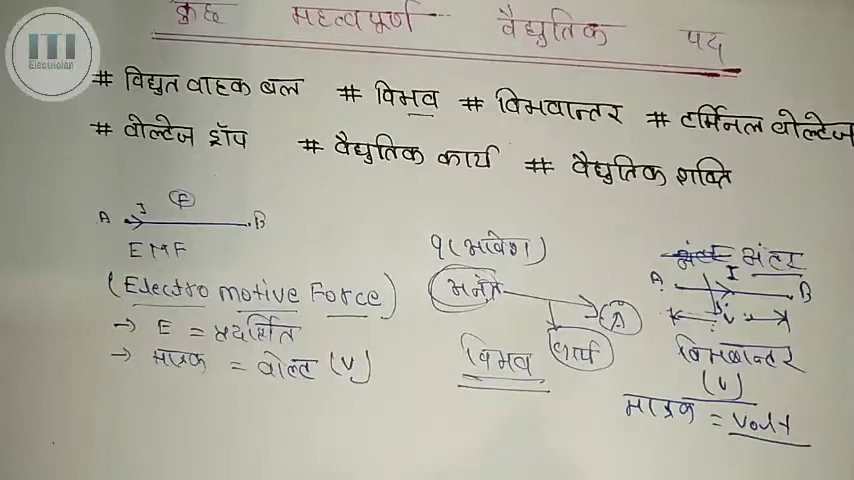 ITI
Electrician
कुछ महत्वपूर्ण वैद्युतिक पद
# विद्युत वाहक बल # विभव # विभवान्तर # टर्मिनल वोल्टेज
# वोल्टेज ड्रॉप # वैद्युतिक कार्य # वैद्युतिक शक्ति
A I F B
EMF
(Electro motive Force)
→ E = प्रदर्शित
→ मात्रक = वोल्ट (V)
q (आवेश)
अनंत
कार्य
विभव
अंतर
A I B
V
विभवान्तर
(V)
मात्रक = Volt